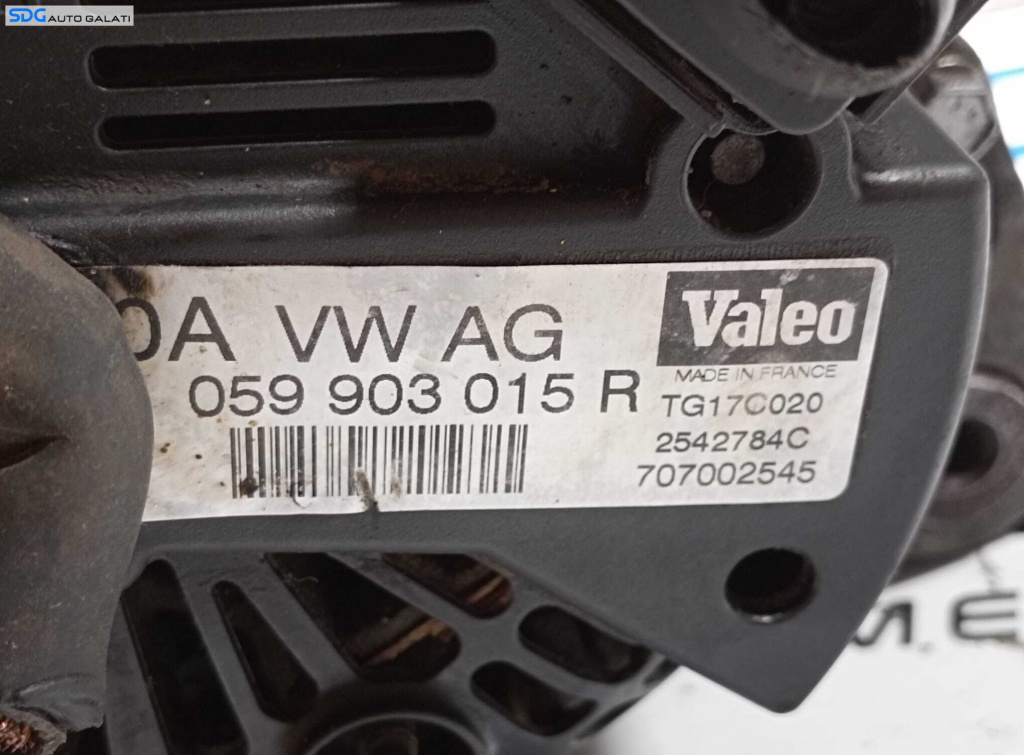 SDG AUTO GALATI
0A VW AG
059 903 015 R
Valeo
MADE IN FRANCE
TG17C020
2542784C
707002545